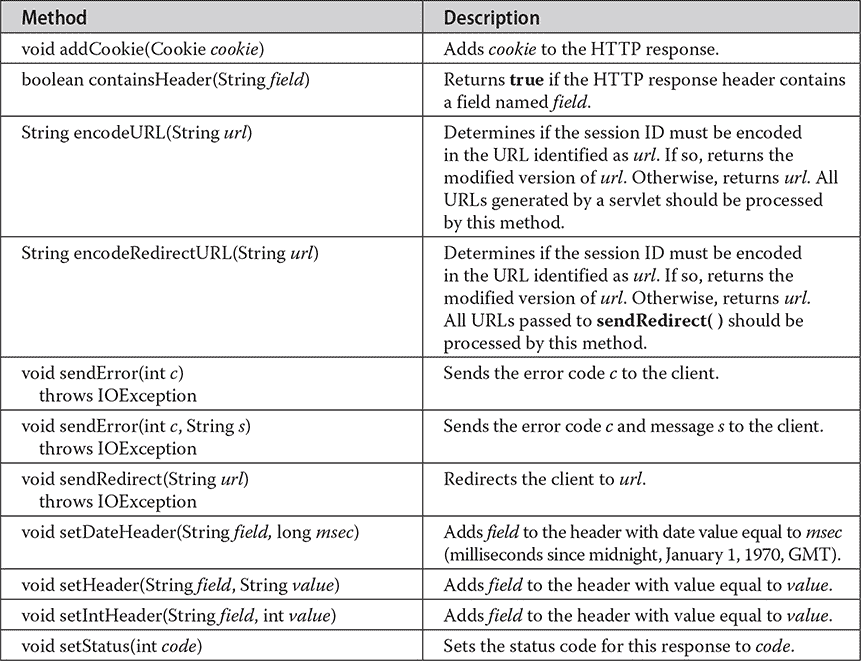 Method Description
void addCookie(Cookie cookie) Adds cookie to the HTTP response.
boolean containsHeader(String field) Returns true if the HTTP response header contains
a field named field.
String encodeURL(String url) Determines if the session ID must be encoded
in the URL identified as url. If so, returns the
modified version of url. Otherwise, returns url. All
URLs generated by a servlet should be processed
by this method.
String encodeRedirectURL(String url) Determines if the session ID must be encoded
in the URL identified as url. If so, returns the
modified version of url. Otherwise, returns url.
All URLs passed to sendRedirect( ) should be
processed by this method.
void sendError(int c) Sends the error code c to the client.
throws IOException
void sendError(int c, String s) Sends the error code c and message s to the client.
throws IOException
void sendRedirect(String url) Redirects the client to url.
throws IOException
void setDateHeader(String field, long msec) Adds field to the header with date value equal to msec
(milliseconds since midnight, January 1, 1970, GMT).
void setHeader(String field, String value) Adds field to the header with value equal to value.
void setIntHeader(String field, int value) Adds field to the header with value equal to value.
void setStatus(int code) Sets the status code for this response to code.